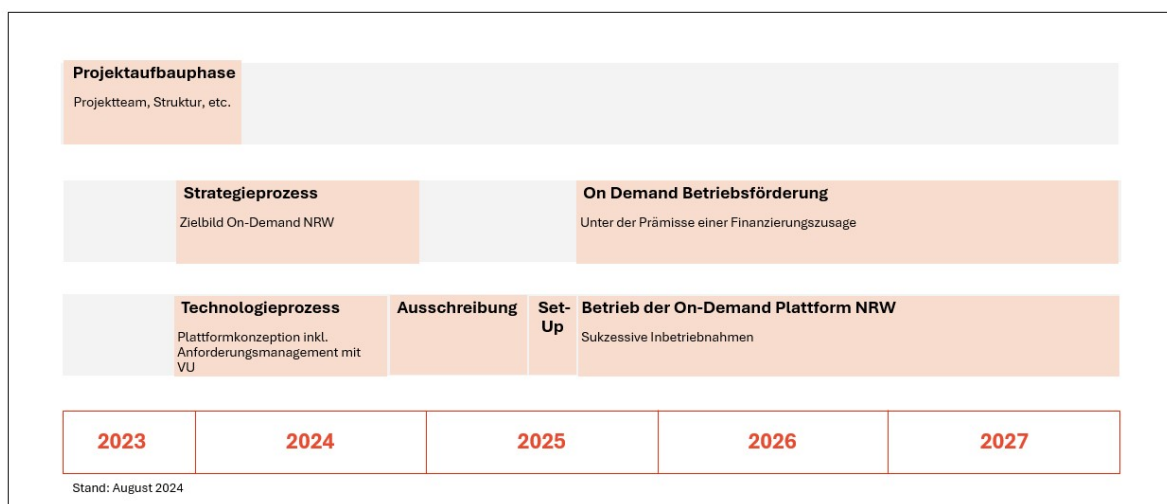 Projektaufbauphase
Projektteam, Struktur, etc.
Strategieprozess
Zielbild On-Demand NRW
On Demand Betriebsförderung
Unter der Prämisse einer Finanzierungszusage
Technologieprozess
Plattformkonzeption inkl.
Anforderungsmanagement mit
VU
Ausschreibung
Set-
Up
Betrieb der On-Demand Plattform NRW
Sukzessive Inbetriebnahmen
2023
2024
2025
2026
2027
Stand: August 2024